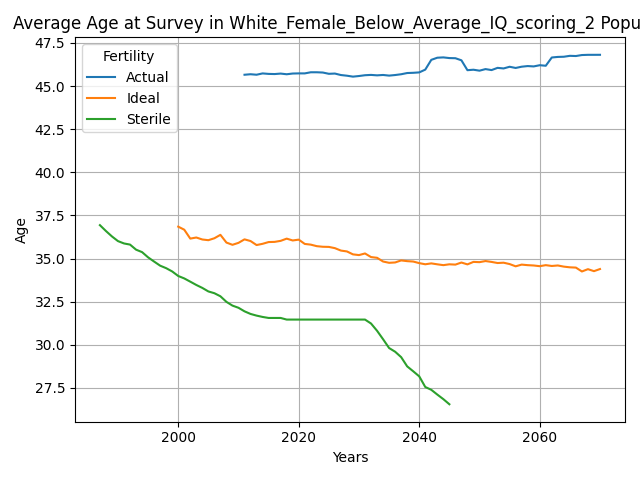 Average Age at Survey in White_Female_Below_Average_IQ_scoring_2 Popu
47.5
45.0
42.5
40.0
37.5
35.0
32.5
30.0
27.5
Age
Fertility
Actual
Ideal
Sterile
2000
2020
2040
2060
Years